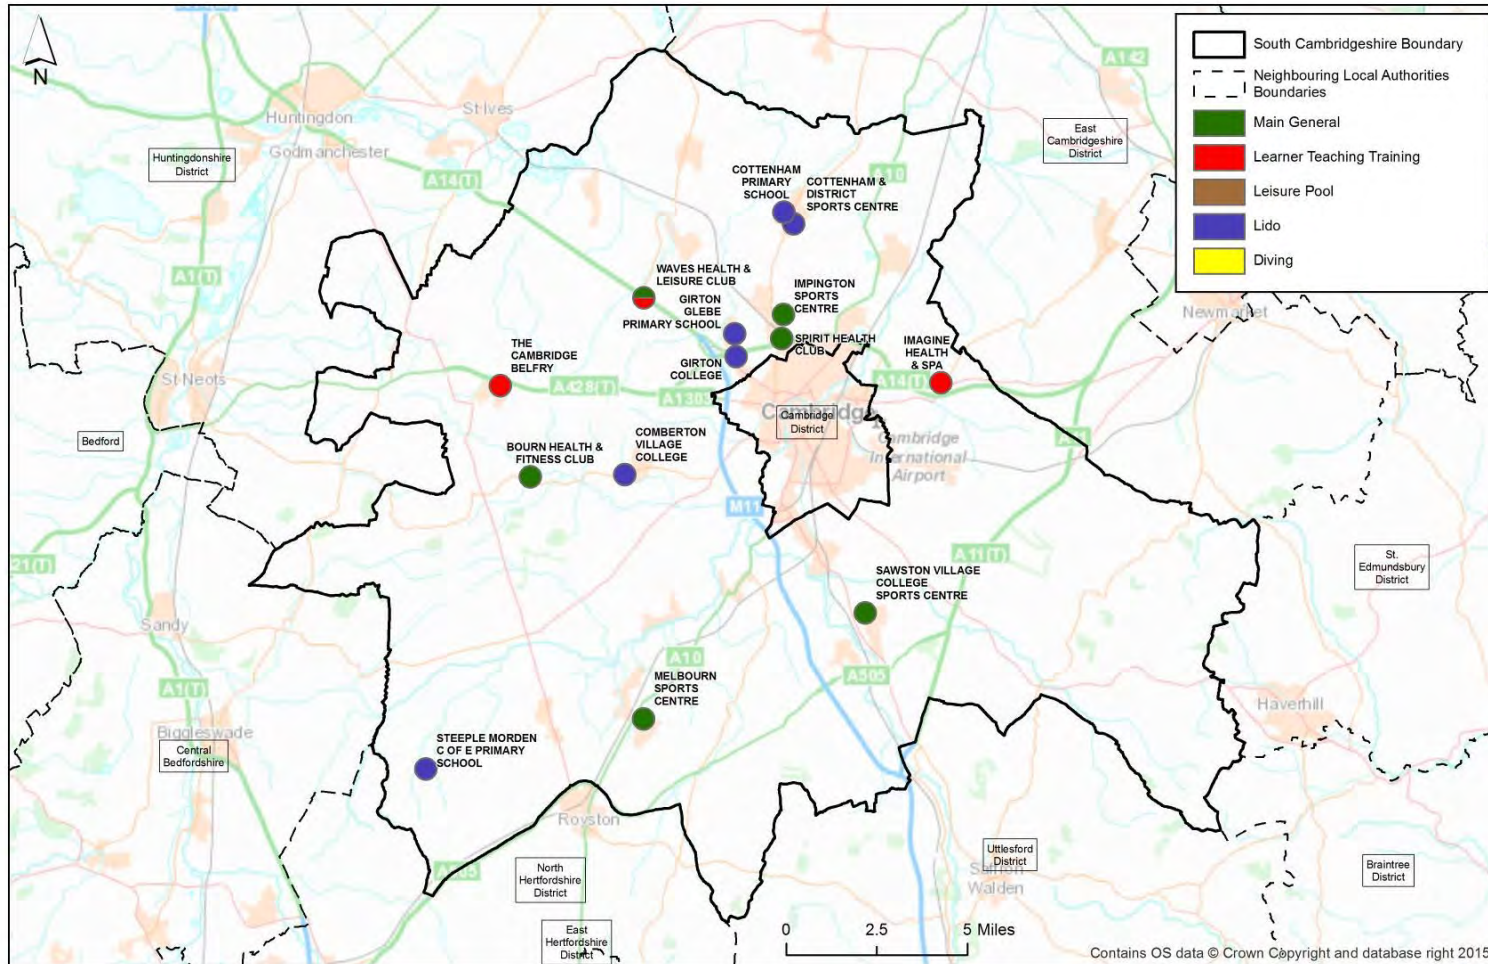 A142
South Cambridgeshire Boundary
Neighbouring Local Authorities
Boundaries
Main General
Learner Teaching Training
Leisure Pool
Lido
Diving
N
St Ives
Huntingdon
Godmanchester
Huntingdonshire
District
East
Cambridgeshire
District
A14(T)
A10
COTTENHAM
PRIMARY
SCHOOL
COTTENHAM &
DISTRICT
SPORTS CENTRE
A1(T)
WAVES HEALTH &
LEISURE CLUB
GIRTON
GLEBE
PRIMARY SCHOOL
IMPINGTON
SPORTS
CENTRE
SPIRIT HEALTH
CLUB
GIRTON
COLLEGE
IMAGINE
HEALTH
& SPA
Newmarket
THE
CAMBRIDGE
BELFRY
St Neots
A428(T)
A1303
A14(T)
Cambridge
Cambridge
District
Cambridge
International
Airport
Bedford
BOURN HEALTH &
FITNESS CLUB
COMBERTON
VILLAGE
COLLEGE
M11
A11(T)
St.
Edmundsbury
District
SAWSTON VILLAGE
COLLEGE
SPORTS CENTRE
Sandy
A10
A505
MELBOURN
SPORTS
CENTRE
A1(T)
Haverhill
Biggleswade
Central
Bedfordshire
STEEPLE MORDEN
C OF E PRIMARY
SCHOOL
Royston
North
Hertfordshire
District
Uttlesford
District
Saffron
Walden
Braintree
District
East
Hertfordshire
District
0 2.5 5 Miles
Contains OS data © Crown Copyright and database right 2015